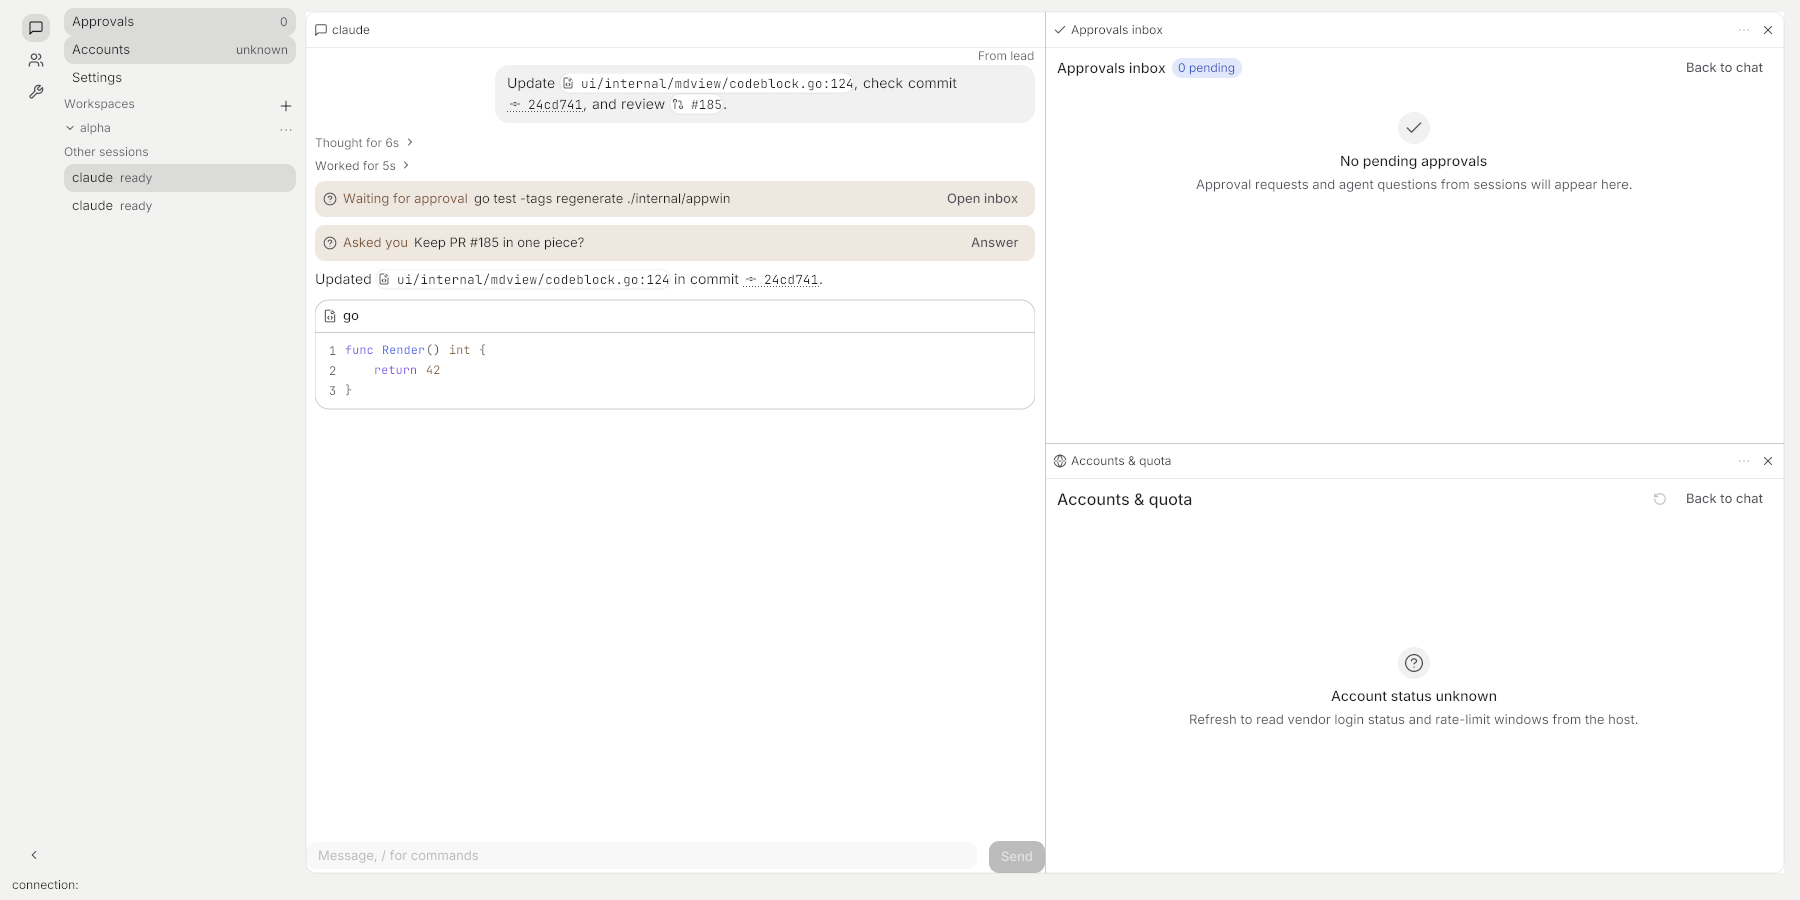 Approvals 0
Accounts unknown
Settings
Workspaces
alpha
Other sessions
claude ready
claude ready
connection:
claude
From lead
Update ui/internal/mdview/codeblock.go:124, check commit
24cd741, and review #185.
Thought for 6s
Worked for 5s
Waiting for approval go test -tags regenerate ./internal/appwin Open inbox
Asked you Keep PR #185 in one piece? Answer
Updated ui/internal/mdview/codeblock.go:124 in commit 24cd741.
go
1 func Render() int {
2 return 42
3 }
Message, / for commands
Send
Approvals inbox
Approvals inbox 0 pending Back to chat
No pending approvals
Approval requests and agent questions from sessions will appear here.
Accounts & quota
Accounts & quota Back to chat
Account status unknown
Refresh to read vendor login status and rate-limit windows from the host.